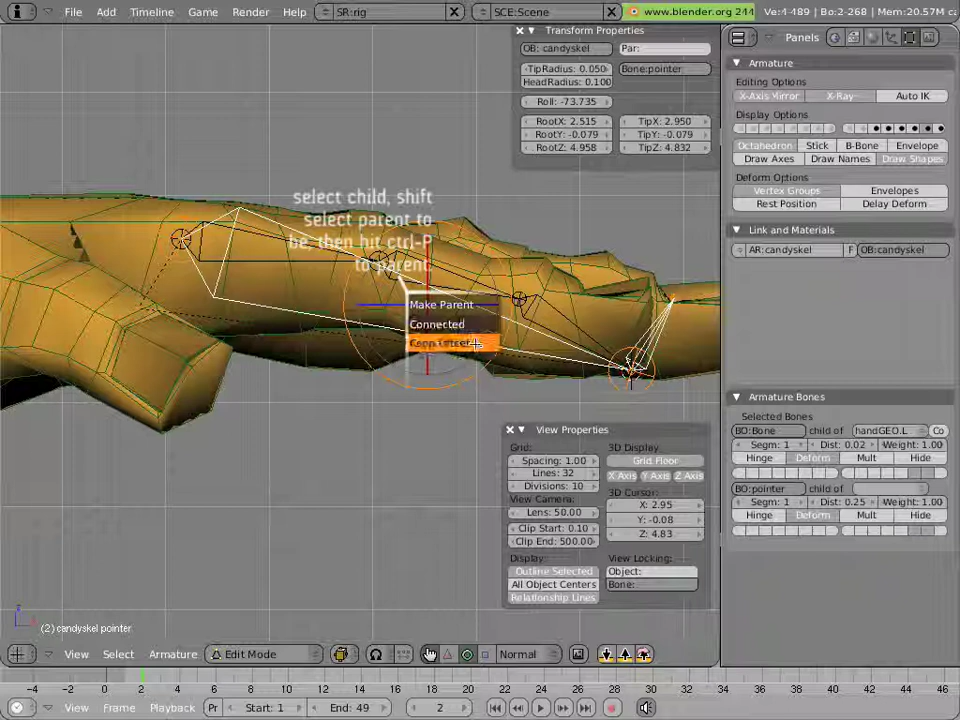 File Add Timeline Game Render Help SR:rig SCE:Scene www.blender.org 244 Ve:4-489 | Bo:2-268 | Mem:20.57M
Transform Properties
OB: candyskel Par:
TipRadius: 0.050 Bone:pointer
HeadRadius: 0.100
Roll: -73.735
RootX: 2.515 TipX: 2.950
RootY: -0.079 TipY: -0.079
RootZ: 4.958 TipZ: 4.832
select child, shift
select parent to
be, then hit ctrl-P
to parent.
Make Parent
Connected
View Properties
Grid: 3D Display:
Spacing: 1.00 Grid Floor
Lines: 32 X Axis Y Axis Z Axis
Divisions: 10 3D Cursor:
View Camera: X: 2.95
Lens: 50.00 Y: -0.08
Clip Start: 0.10 Z: 4.83
Clip End: 500.00
Display: View Locking:
Outline Selected Object:
All Object Centers Bone:
Relationship Lines
(2) candyskel pointer
View Select Armature Edit Mode Normal
Panels
Armature
Editing Options
X-Axis Mirror X-Ray Auto IK
Display Options
Octahedron Stick B-Bone Envelope
Draw Axes Draw Names Draw Shapes
Deform Options
Vertex Groups Envelopes
Rest Position Delay Deform
Link and Materials
AR:candyskel F OB:candyskel
Armature Bones
Selected Bones
BO:Bone child of handGEO.L Co
Segm: 1 Dist: 0.02 Weight: 1.00
Hinge Deform Mult Hide
BO:pointer child of
Segm: 1 Dist: 0.25 Weight: 1.00
Hinge Deform Mult Hide
-4 -2 0 2 4 6 8 10 12 14 16 18 20 22 24 26 28 30 32 34 36 38 40 42 44 46
View Frame Playback Pr Start: 1 End: 49 2